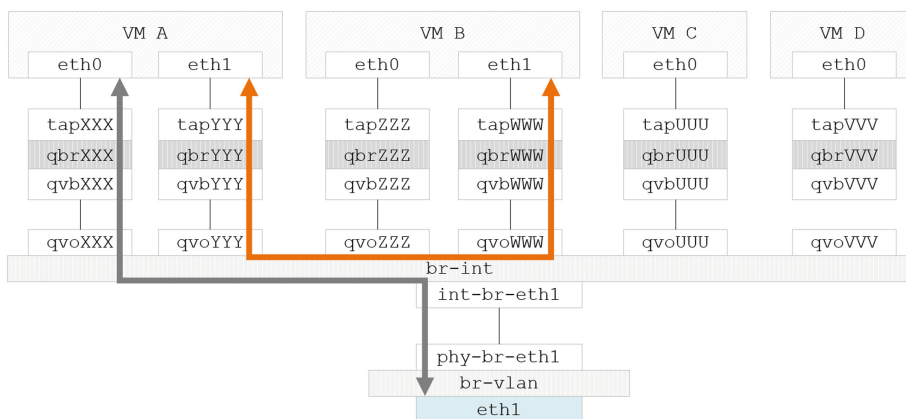 VM A VM B VM C VM D
eth0 eth1 eth0 eth1 eth0 eth0
tapXXX tapYYY tapZZZ tapWWW tapUUU tapVVV
qbrXXX qbrYYY qbrZZZ qbrWWW qbrUUU qbrVVV
qvbXXX qvbYYY qvbZZZ qvbWWW qvbUUU qvbVVV
qvoXXX qvoYYY qvoZZZ qvoWWW qvoUUU qvoVVV
br-int
int-br-eth1
phy-br-eth1
br-vlan
eth1